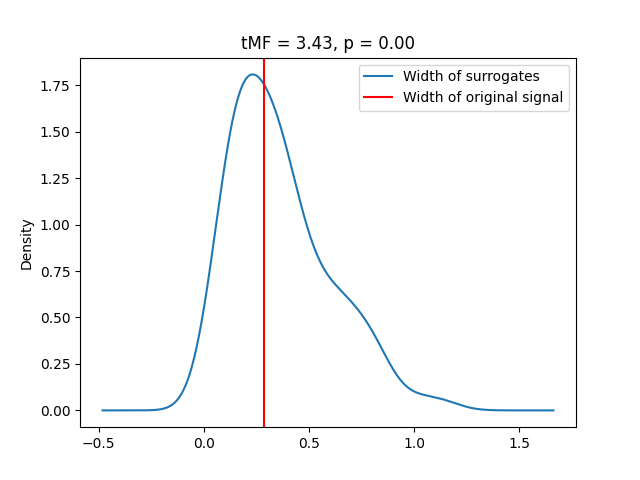 tMF = 3.43, p = 0.00
Width of surrogates
Width of original signal
Density
1.75
1.50
1.25
1.00
0.75
0.50
0.25
0.00
−0.5 0.0 0.5 1.0 1.5